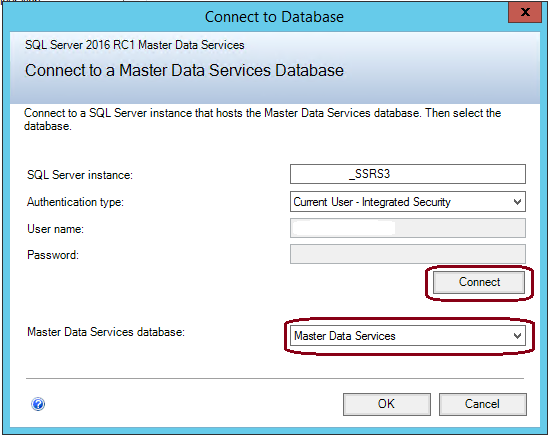 Connect to Database
x
SQL Server 2016 RC1 Master Data Services
Connect to a Master Data Services Database
Connect to a SQL Server instance that hosts the Master Data Services database. Then select the
database.
SQL Server instance: _SSRS3
Authentication type: Current User - Integrated Security
User name:
Password:
Connect
Master Data Services database: Master Data Services
?
OK Cancel